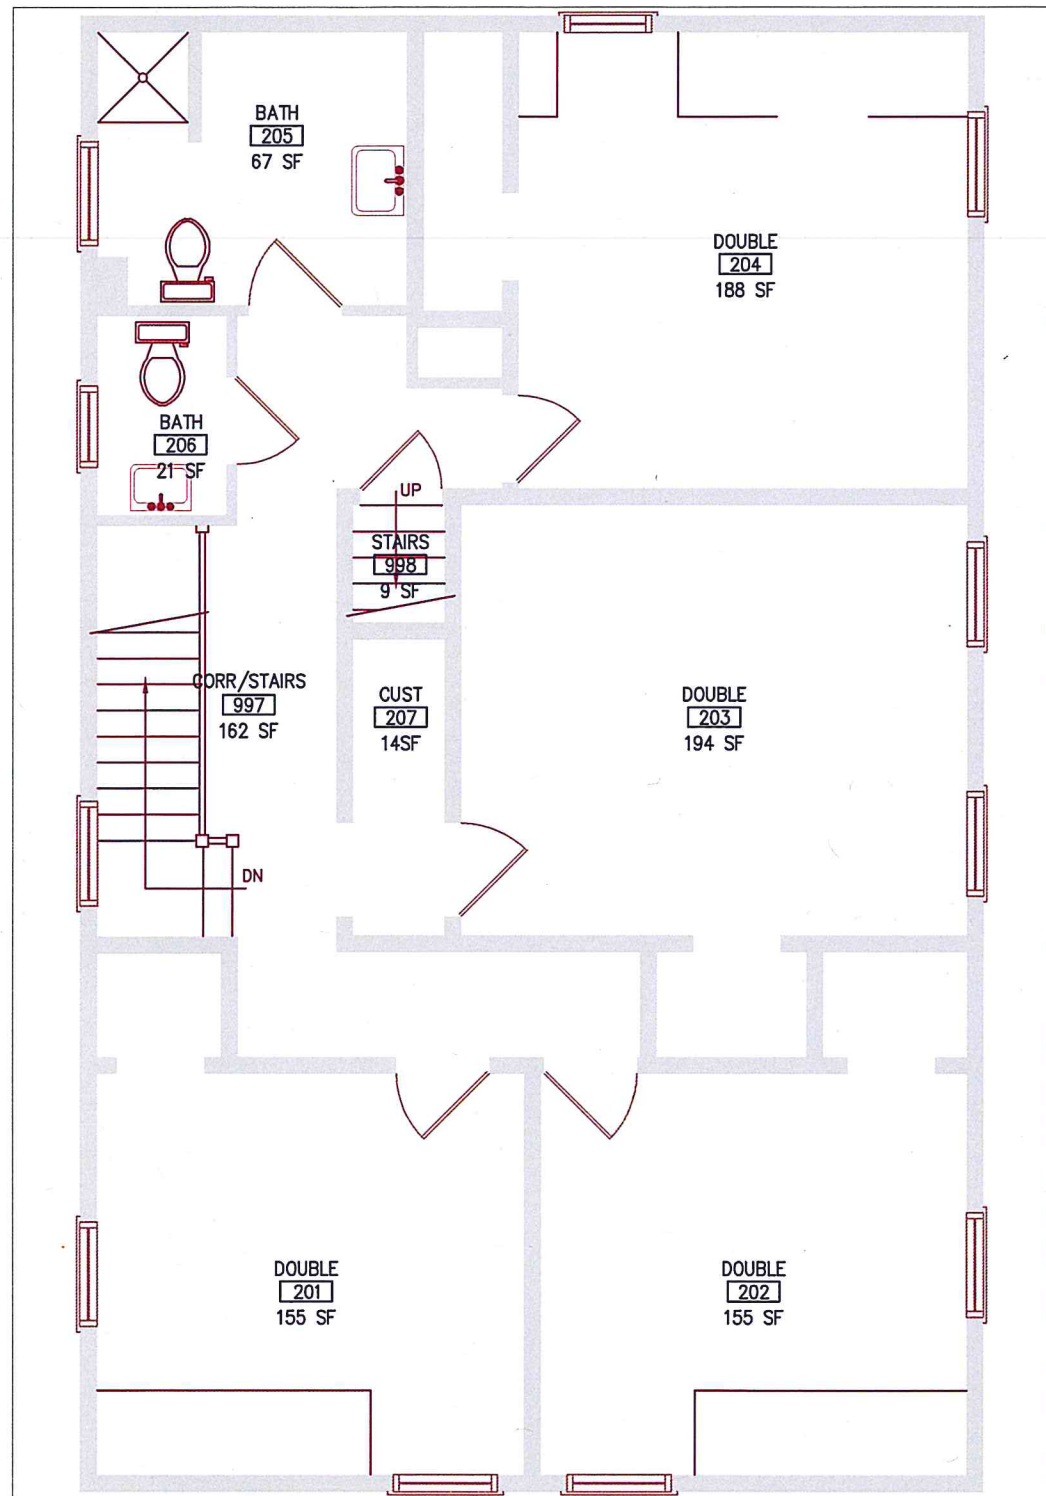 BATH
205
67 SF
DOUBLE
204
188 SF
BATH
206
21 SF
UP
STAIRS
998
9 SF
CORR/STAIRS
997
162 SF
CUST
207
14SF
DOUBLE
203
194 SF
DN
DOUBLE
201
155 SF
DOUBLE
202
155 SF